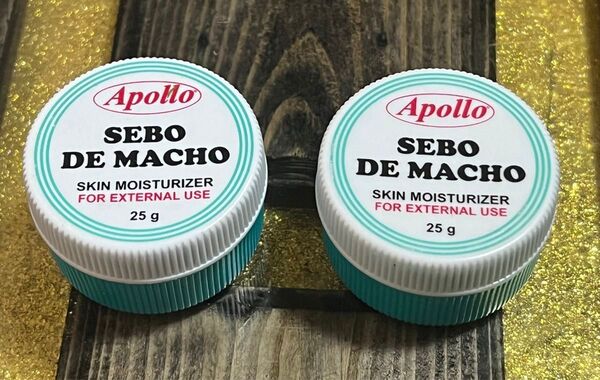 Apollo
SEBO
DE MACHO
SKIN MOISTURIZER
FOR EXTERNAL USE
25 g
Apollo
SEBO
DE MACHO
SKIN MOISTURIZER
FOR EXTERNAL USE
25 g